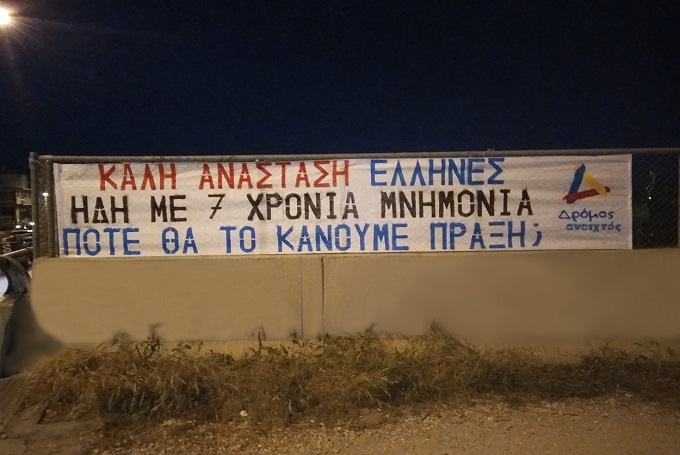 ΚΑΛΗ ΑΝΑΣΤΑΣΗ ΕΛΛΗΝΕΣ
ΗΔΗ ΜΕ 7 ΧΡΟΝΙΑ ΜΝΗΜΟΝΙΑ
ΠΟΤΕ ΘΑ ΤΟ ΚΑΝΟΥΜΕ ΠΡΑΞΗ;
Δρόμος
ανοιχτός